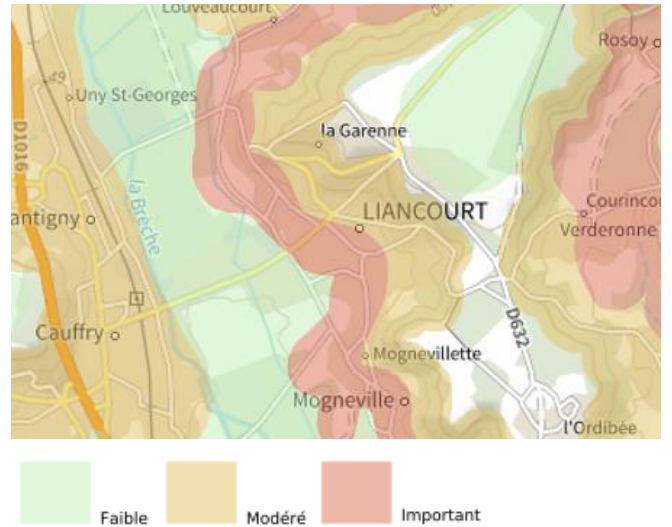 Louveaucourt
Rosoy
Uny St-Georges
D1016
la Brèche
la Garenne
LIANCOURT
Courincou
Verderonne
antigny
D632
Cauffry
Mognevillette
Mogneville
l'Ordibée
Faible
Modéré
Important